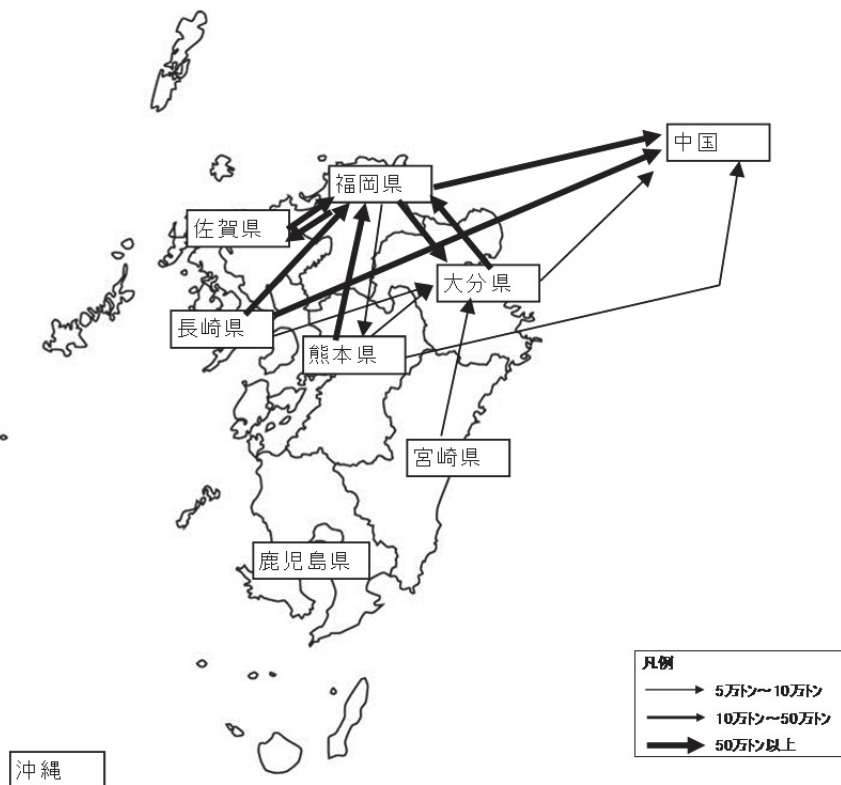 中国
福岡県
佐賀県
大分県
長崎県
熊本県
宮崎県
鹿児島県
凡例
5万トン～10万トン
10万トン～50万トン
50万トン以上
沖縄